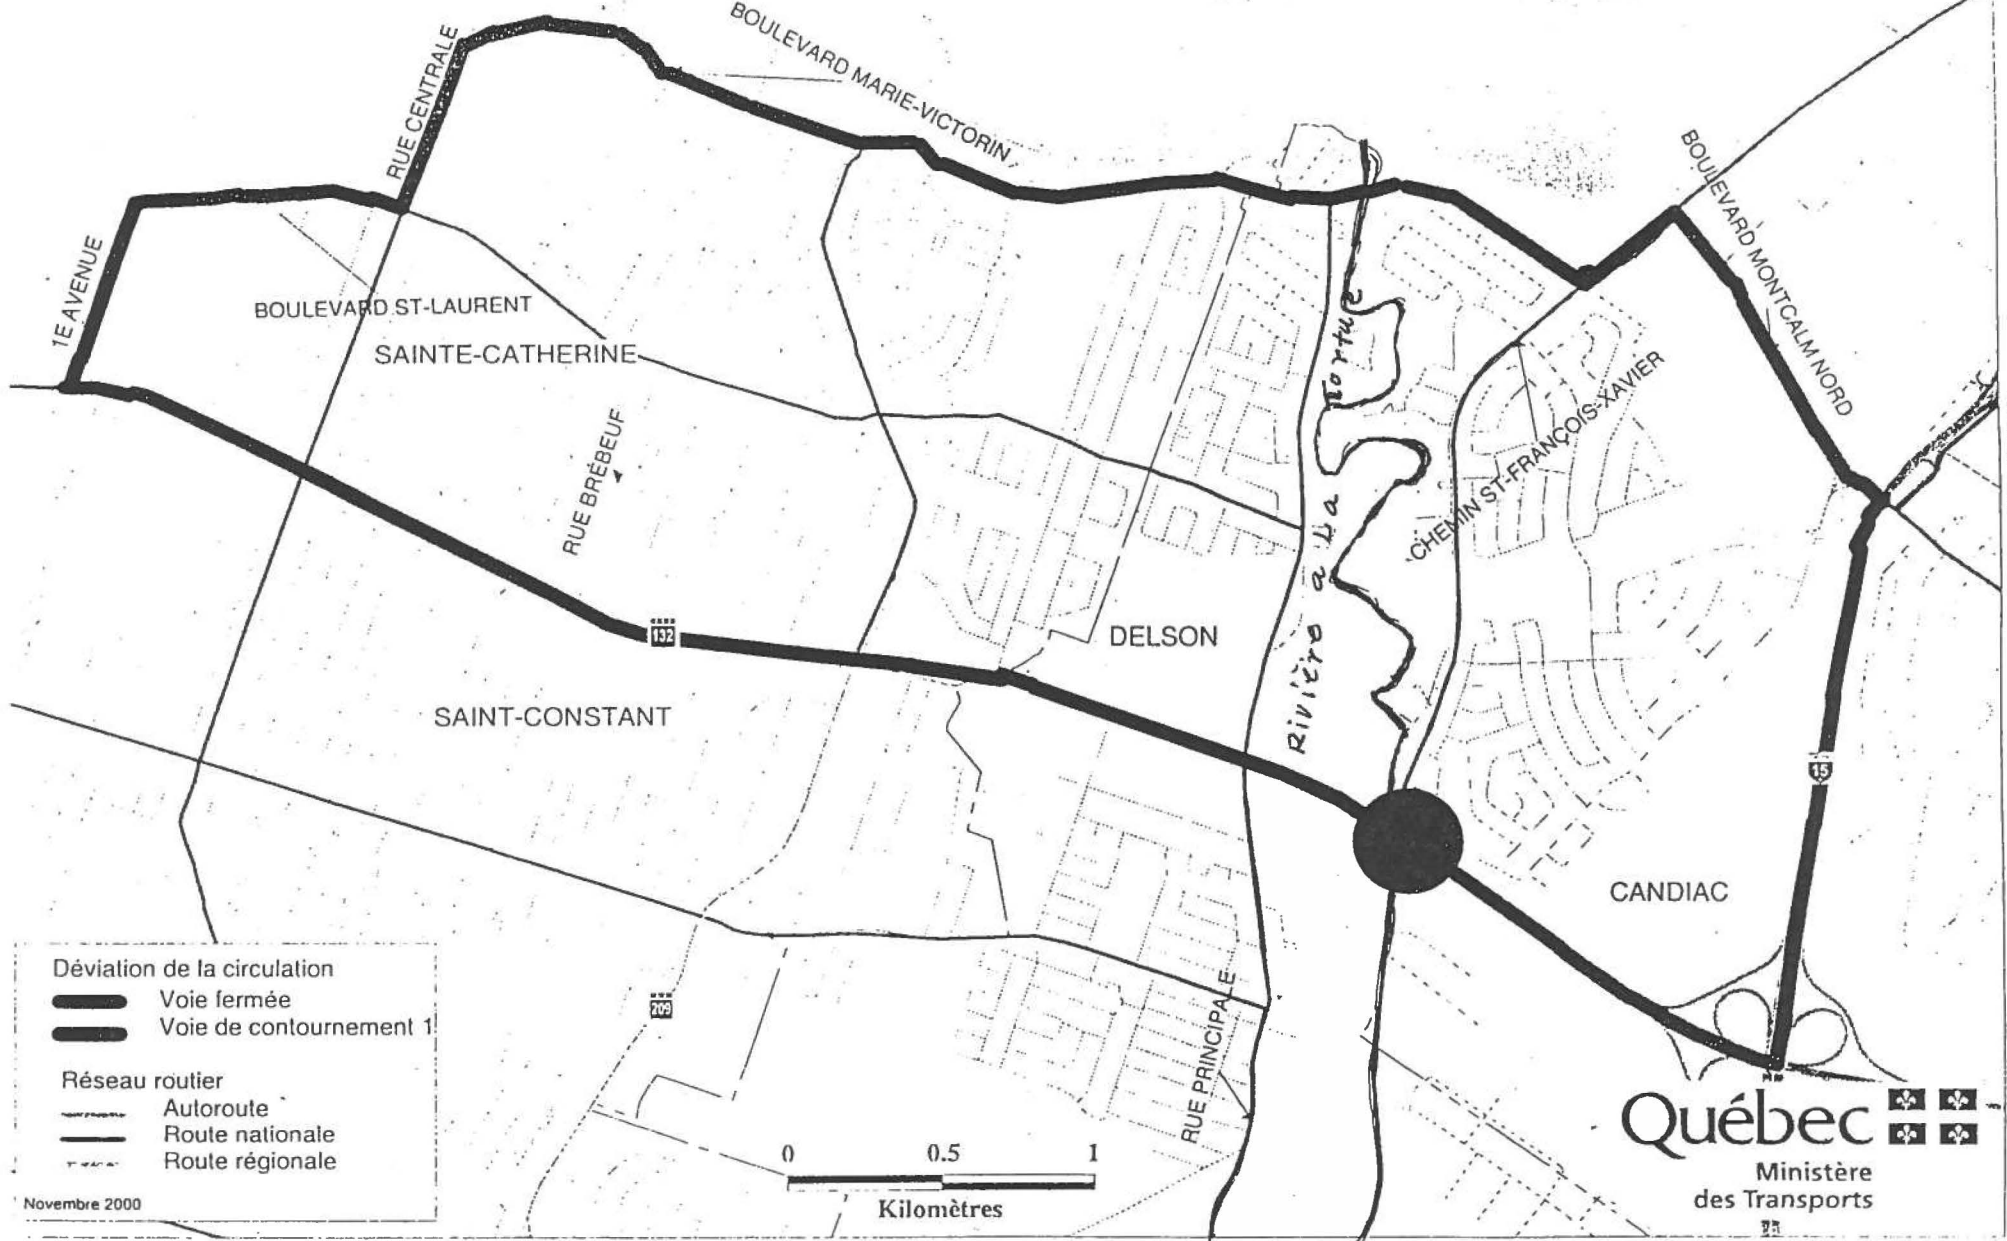 BOULEVARD MARIE-VICTORIN
RUE CENTRALE
BOULEVARD MONTCALM NORD
1E AVENUE
BOULEVARD ST-LAURENT
SAINTE-CATHERINE
RUE BRÉBEUF
Rivière a La Tortue
CHEMIN ST-FRANÇOIS-XAVIER
132
DELSON
SAINT-CONSTANT
15
CANDIAC
209
RUE PRINCIPALE
Déviation de la circulation
Voie fermée
Voie de contournement 1
Réseau routier
Autoroute
Route nationale
Route régionale
Novembre 2000
0 0.5 1
Kilomètres
Québec
Ministère
des Transports